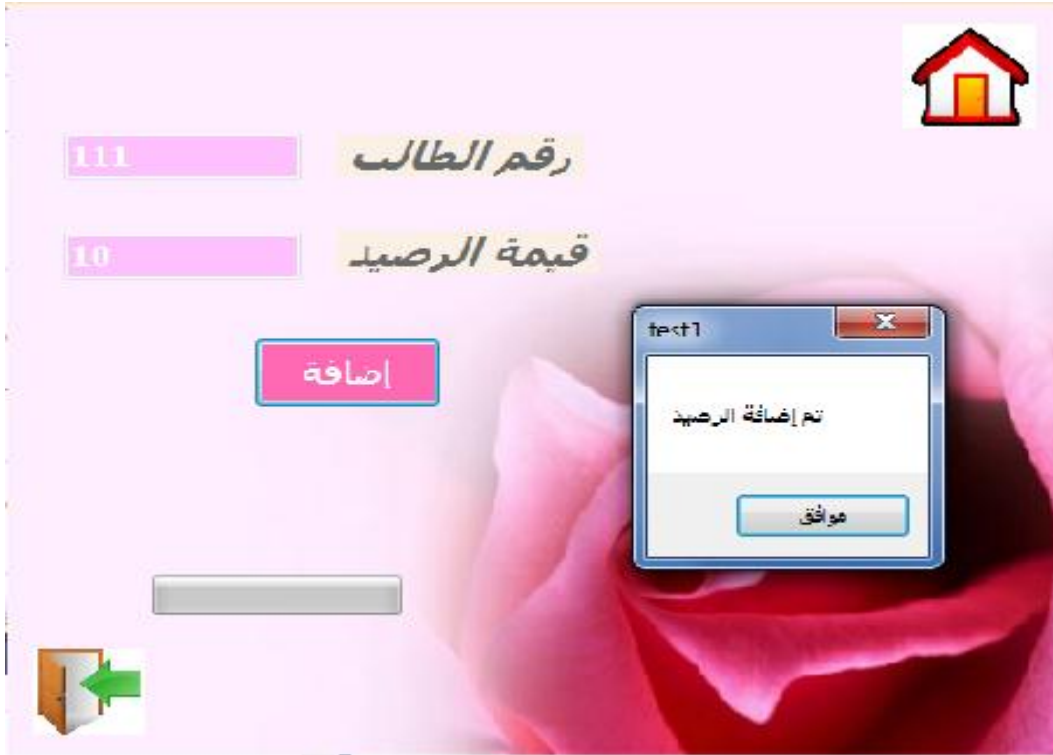 رقم الطالب 111
قيمة الرصيد 10
إضافة
test1
تم إضافة الرصيد
موافق